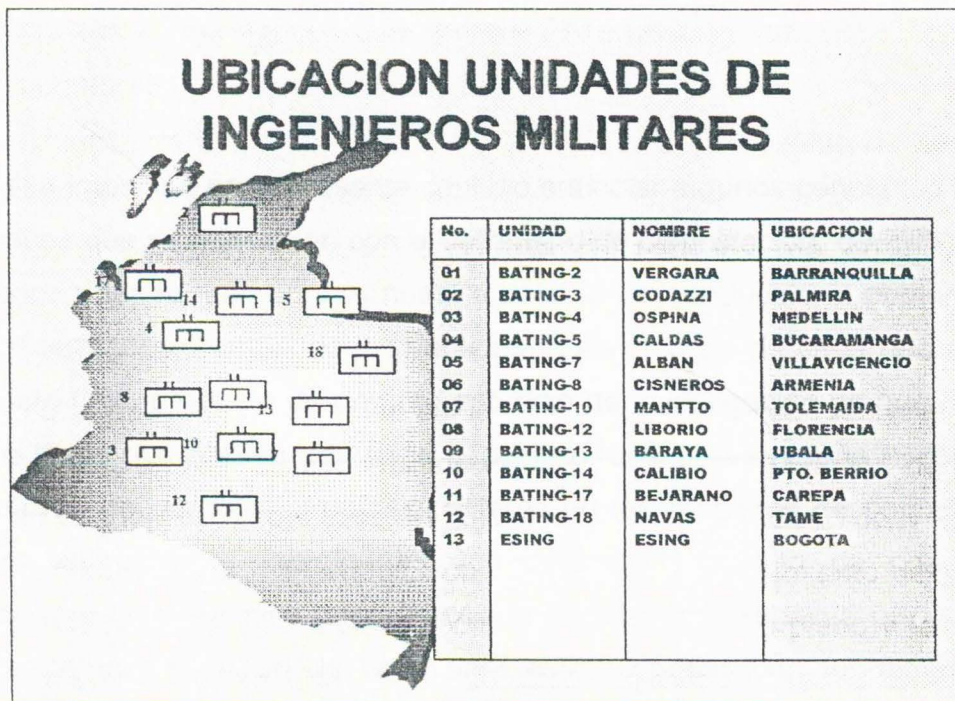 UBICACION UNIDADES DE
INGENIEROS MILITARES
2
14
5
4
18
8
13
3
10
12
No. UNIDAD NOMBRE UBICACION
01 BATING-2 VERGARA BARRANQUILLA
02 BATING-3 CODAZZI PALMIRA
03 BATING-4 OSPINA MEDELLIN
04 BATING-5 CALDAS BUCARAMANGA
05 BATING-7 ALBAN VILLAVICENCIO
06 BATING-8 CISNEROS ARMENIA
07 BATING-10 MANTTO TOLEMAIDA
08 BATING-12 LIBORIO FLORENCIA
09 BATING-13 BARAYA UBALA
10 BATING-14 CALIBIO PTO. BERRIO
11 BATING-17 BEJARANO CAREPA
12 BATING-18 NAVAS TAME
13 ESING ESING BOGOTA